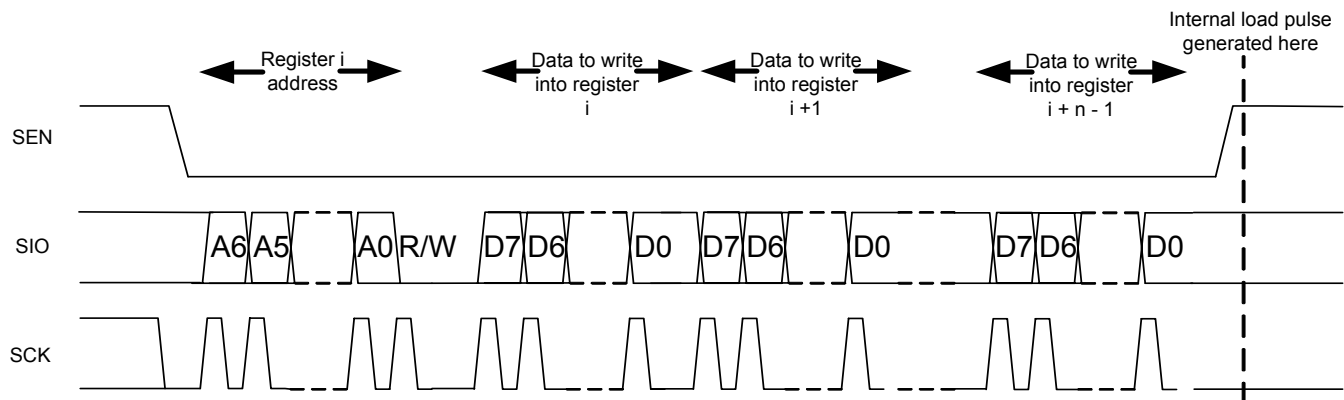 Internal load pulse
generated here
Register i
address
Data to write
into register
i
Data to write
into register
i +1
Data to write
into register
i + n - 1
SEN
SIO
A6 A5 A0 R/W D7 D6 D0 D7 D6 D0 D7 D6 D0
SCK